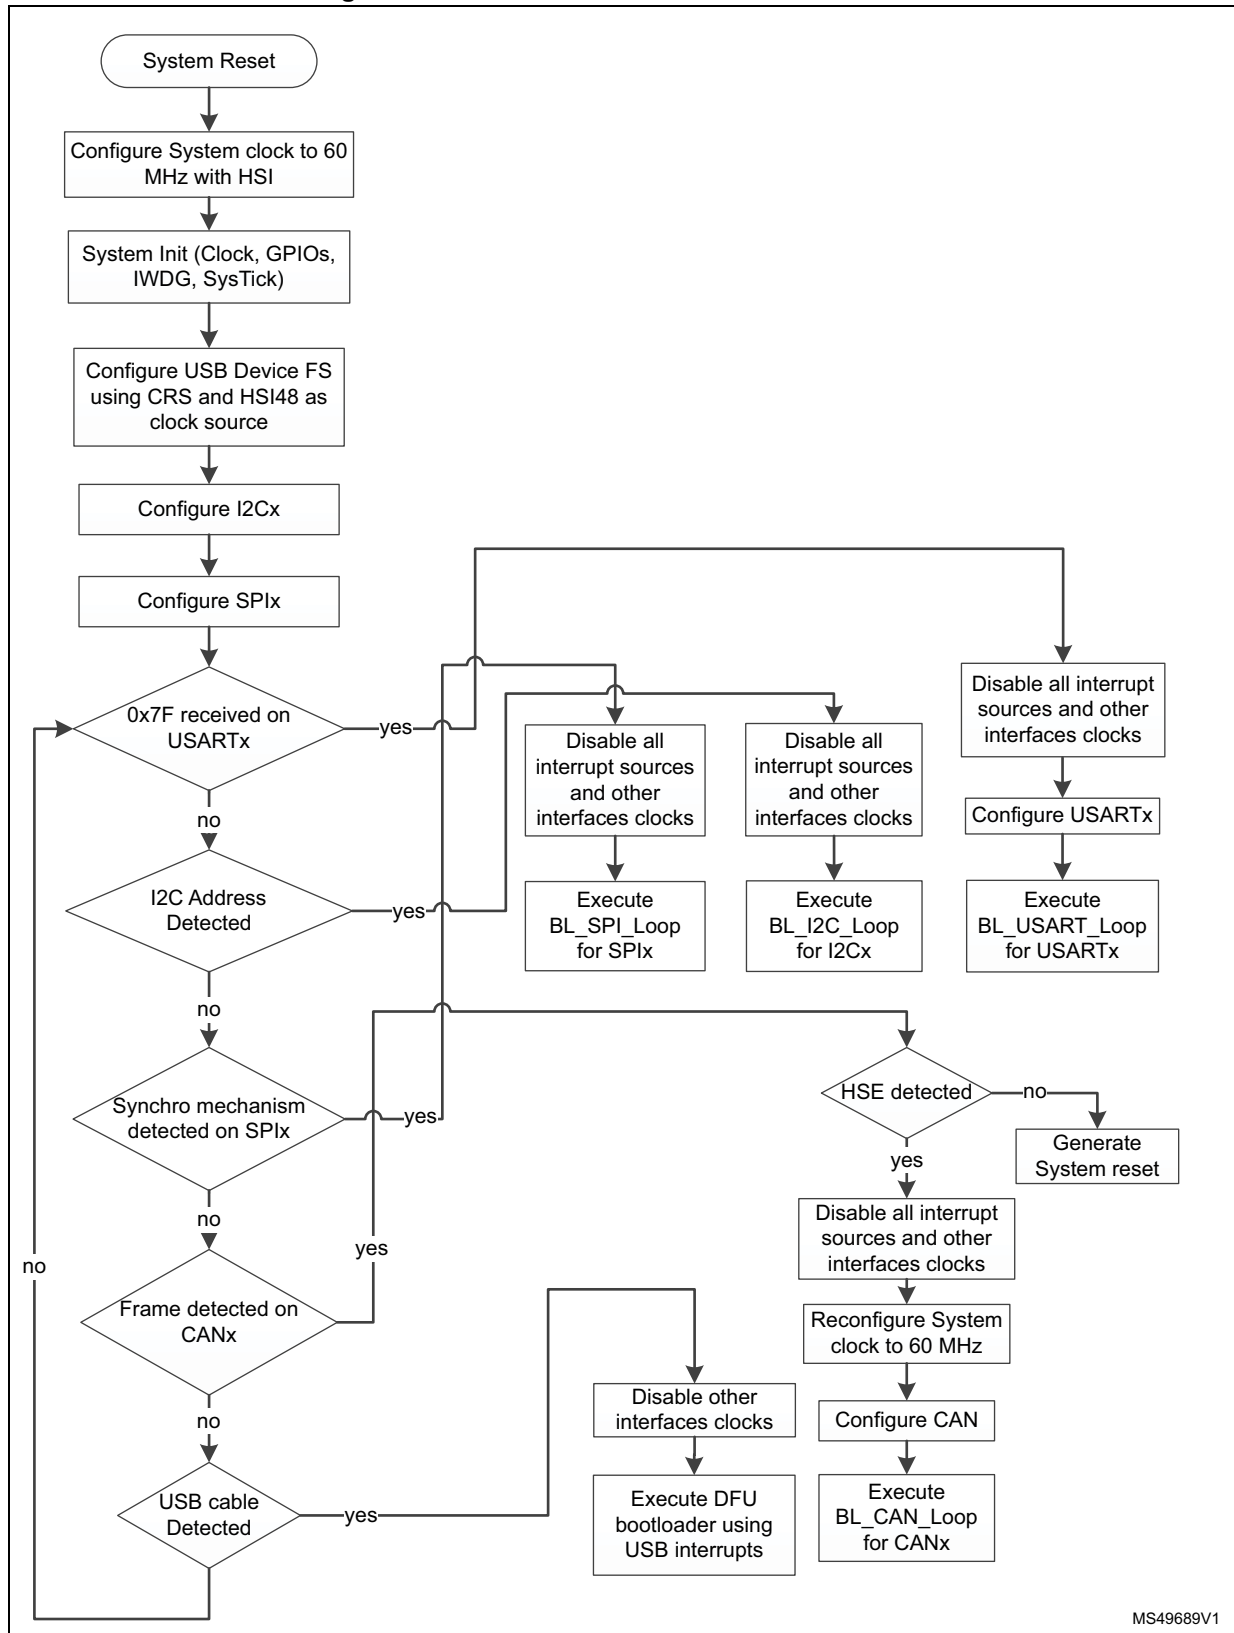 System Reset
Configure System clock to 60
MHz with HSI
System Init (Clock, GPIOs,
IWDG, SysTick)
Configure USB Device FS
using CRS and HSI48 as
clock source
Configure I2Cx
Configure SPIx
0x7F received on
USARTx
yes
no
I2C Address
Detected
yes
no
Synchro mechanism
detected on SPIx
yes
no
Frame detected on
CANx
yes
no
USB cable
Detected
yes
no
Disable all
interrupt sources
and other
interfaces clocks
Execute
BL_SPI_Loop
for SPIx
Disable all
interrupt sources
and other
interfaces clocks
Execute
BL_I2C_Loop
for I2Cx
Disable all interrupt
sources and other
interfaces clocks
Configure USARTx
Execute
BL_USART_Loop
for USARTx
HSE detected
no
Generate
System reset
yes
Disable all interrupt
sources and other
interfaces clocks
Reconfigure System
clock to 60 MHz
Configure CAN
Execute
BL_CAN_Loop
for CANx
Disable other
interfaces clocks
Execute DFU
bootloader using
USB interrupts
MS49689V1